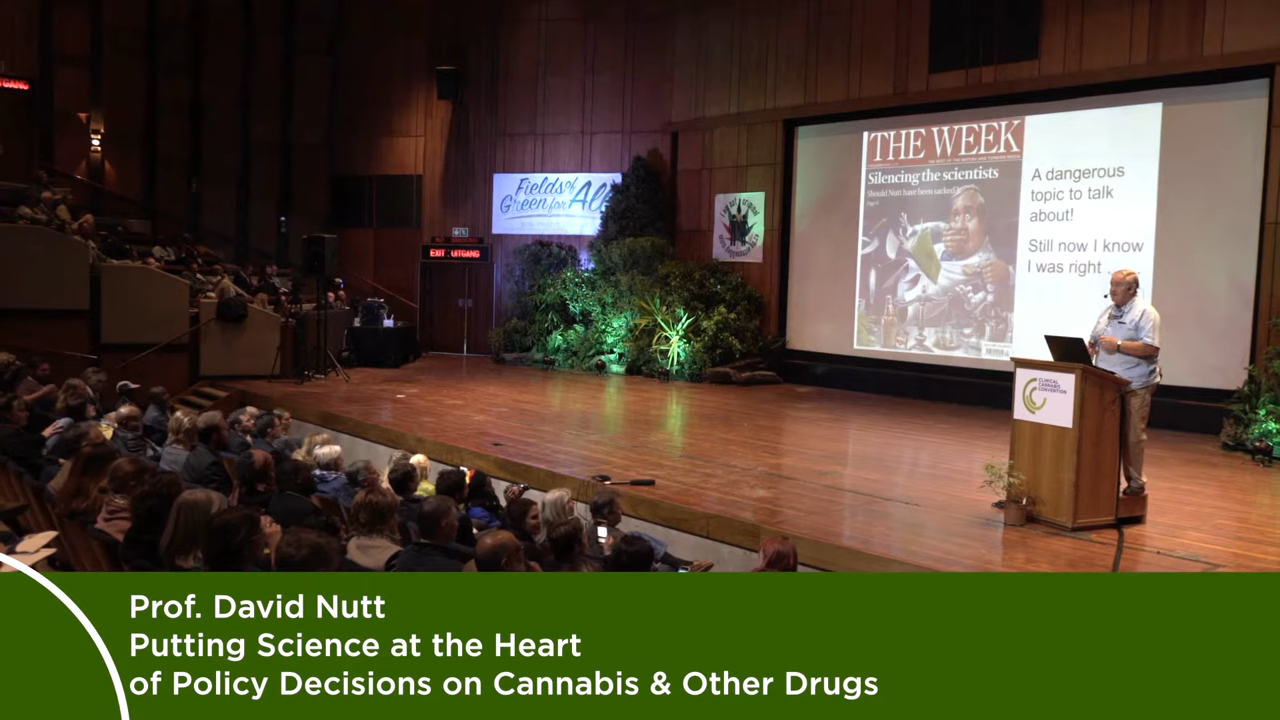 UITGANG
THE WEEK
Silencing the scientists
Should Nutt have been sacked?
A dangerous
topic to talk
about!
Still now I know
I was right
Fields of
Green for ALL
EXIT UITGANG
CLINICAL
CANNABIS
CONVENTION
Prof. David Nutt
Putting Science at the Heart
of Policy Decisions on Cannabis & Other Drugs